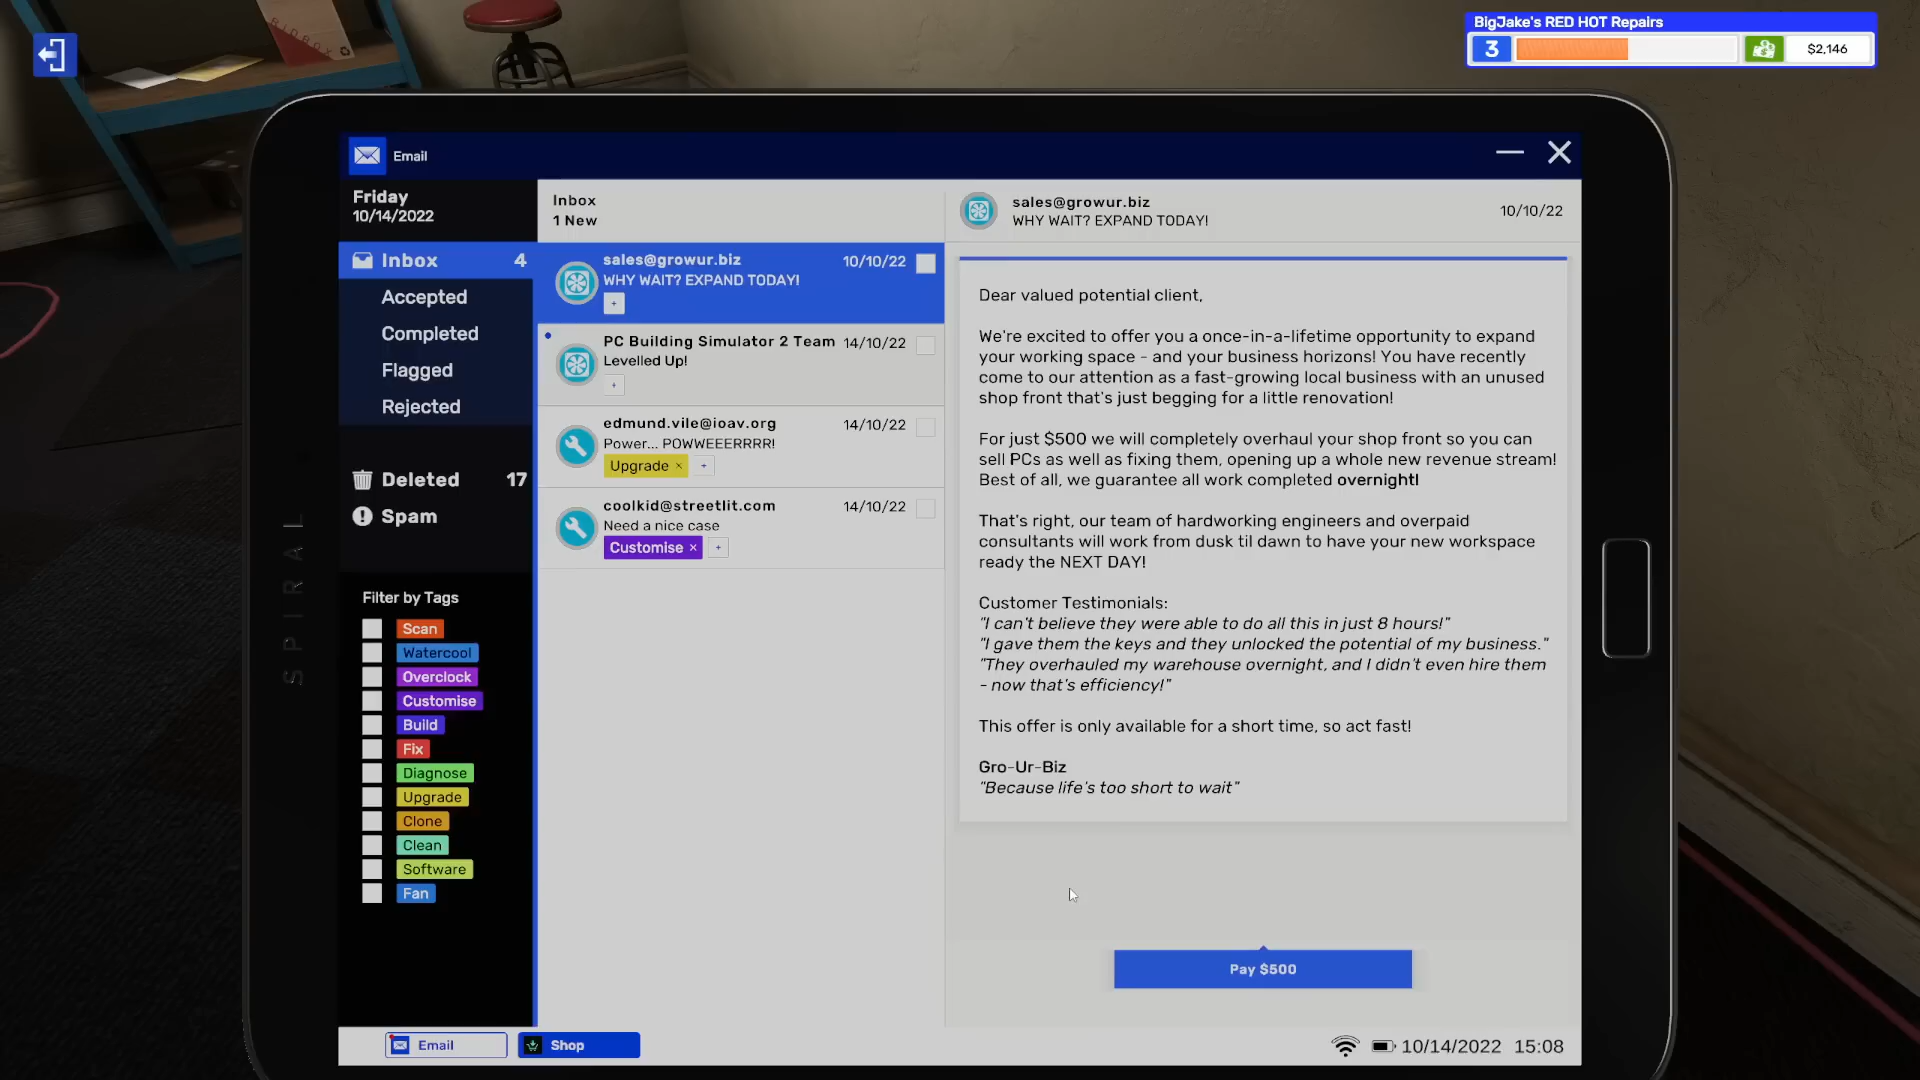 BigJake's RED HOT Repairs
3
$2,146
Email
Friday
10/14/2022
Inbox 4
Accepted
Completed
Flagged
Rejected
Deleted 17
Spam
Filter by Tags
Scan
Watercool
Overclock
Customise
Build
Fix
Diagnose
Upgrade
Clone
Clean
Software
Fan
Inbox
1 New
sales@growur.biz 10/10/22
WHY WAIT? EXPAND TODAY!
+
PC Building Simulator 2 Team 14/10/22
Levelled Up!
+
edmund.vile@ioav.org 14/10/22
Power... POWWEEERRRR!
Upgrade × +
coolkid@streetlit.com 14/10/22
Need a nice case
Customise × +
sales@growur.biz 10/10/22
WHY WAIT? EXPAND TODAY!
Dear valued potential client,
We're excited to offer you a once-in-a-lifetime opportunity to expand
your working space - and your business horizons! You have recently
come to our attention as a fast-growing local business with an unused
shop front that's just begging for a little renovation!
For just $500 we will completely overhaul your shop front so you can
sell PCs as well as fixing them, opening up a whole new revenue stream!
Best of all, we guarantee all work completed overnight!
That's right, our team of hardworking engineers and overpaid
consultants will work from dusk til dawn to have your new workspace
ready the NEXT DAY!
Customer Testimonials:
"I can't believe they were able to do all this in just 8 hours!"
"I gave them the keys and they unlocked the potential of my business."
"They overhauled my warehouse overnight, and I didn't even hire them
- now that's efficiency!"
This offer is only available for a short time, so act fast!
Gro-Ur-Biz
"Because life's too short to wait"
Pay $500
Email
Shop
10/14/2022 15:08
SPIRAL